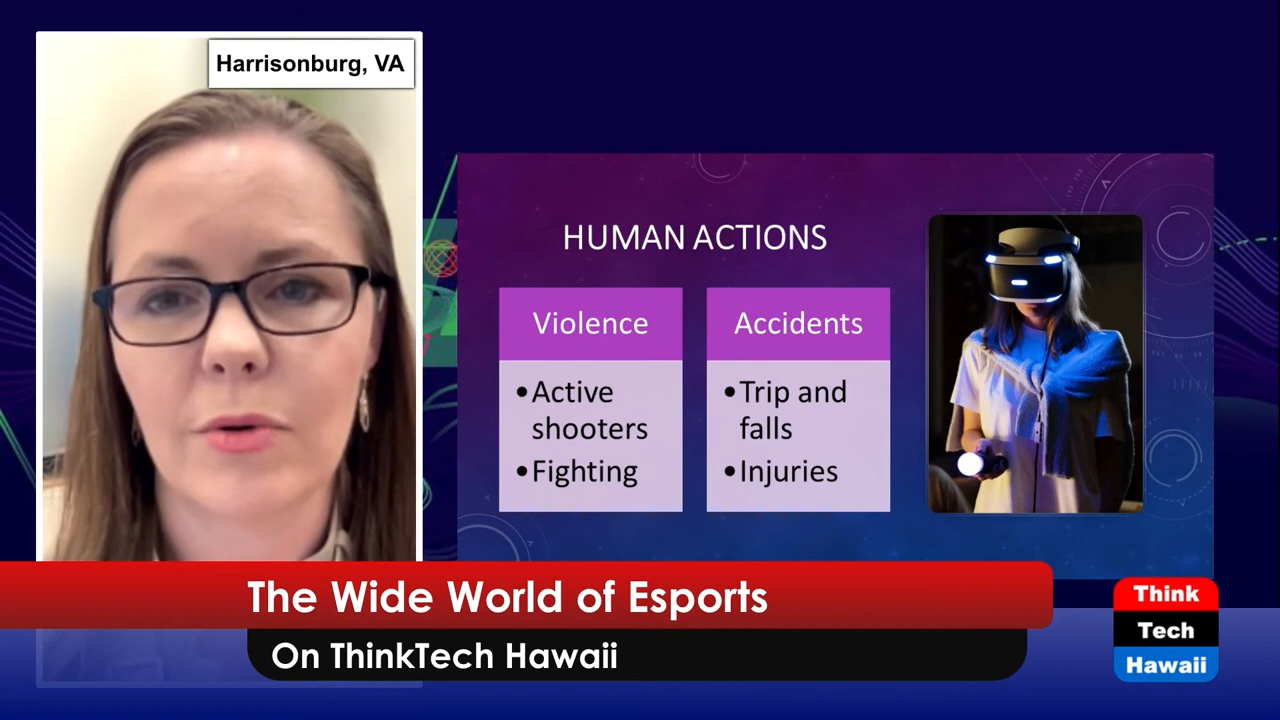 Harrisonburg, VA
HUMAN ACTIONS
Violence
•Active
shooters
•Fighting
Accidents
•Trip and
falls
•Injuries
The Wide World of Esports
On ThinkTech Hawaii
Think
Tech
Hawaii